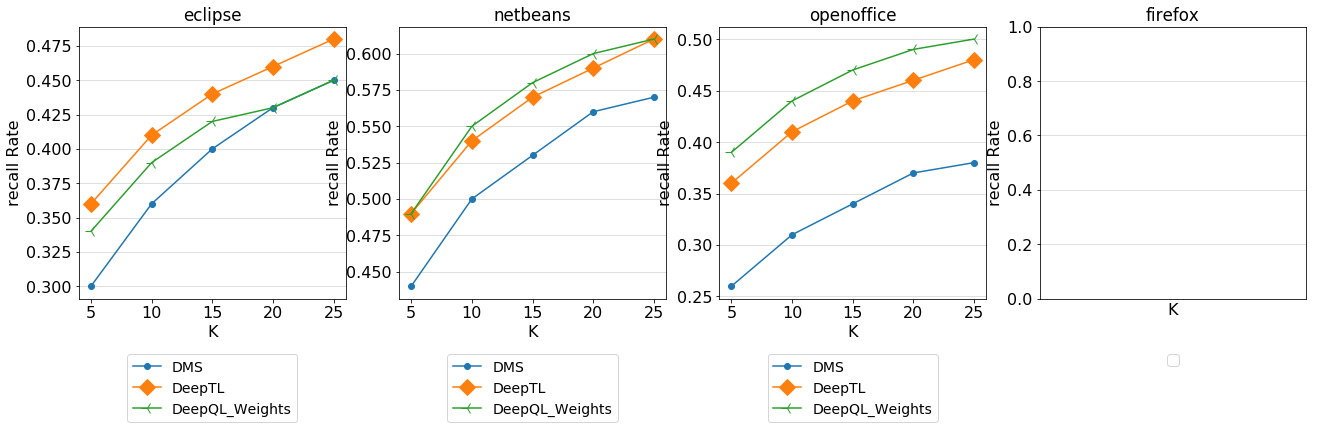 eclipse
recall Rate
0.475
0.450
0.425
0.400
0.375
0.350
0.325
0.300
5 10 15 20 25
K
DMS
DeepTL
DeepQL_Weights
netbeans
recall Rate
0.600
0.575
0.550
0.525
0.500
0.475
0.450
5 10 15 20 25
K
DMS
DeepTL
DeepQL_Weights
openoffice
recall Rate
0.50
0.45
0.40
0.35
0.30
0.25
5 10 15 20 25
K
DMS
DeepTL
DeepQL_Weights
firefox
recall Rate
1.0
0.8
0.6
0.4
0.2
0.0
K